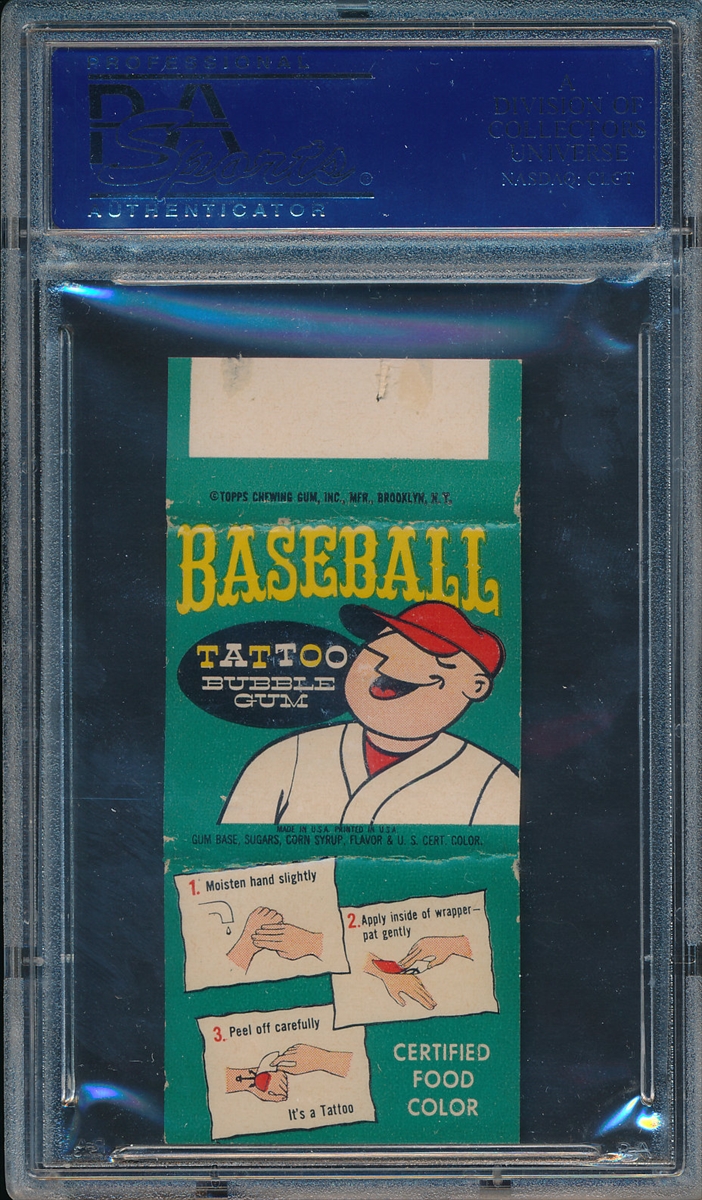 PROFESSIONAL
PSA
Sports®
AUTHENTICATOR
A
DIVISION OF
COLLECTORS
UNIVERSE
NASDAQ: CLCT
© TOPPS CHEWING GUM, INC., MFR., BROOKLYN, N.Y.
BASEBALL
TATTOO
BUBBLE
GUM
MADE IN U.S.A. PRINTED IN U.S.A.
GUM BASE, SUGARS, CORN SYRUP, FLAVOR & U. S. CERT. COLOR.
1. Moisten hand slightly
2. Apply inside of wrapper—
pat gently
3. Peel off carefully
It's a Tattoo
CERTIFIED
FOOD
COLOR